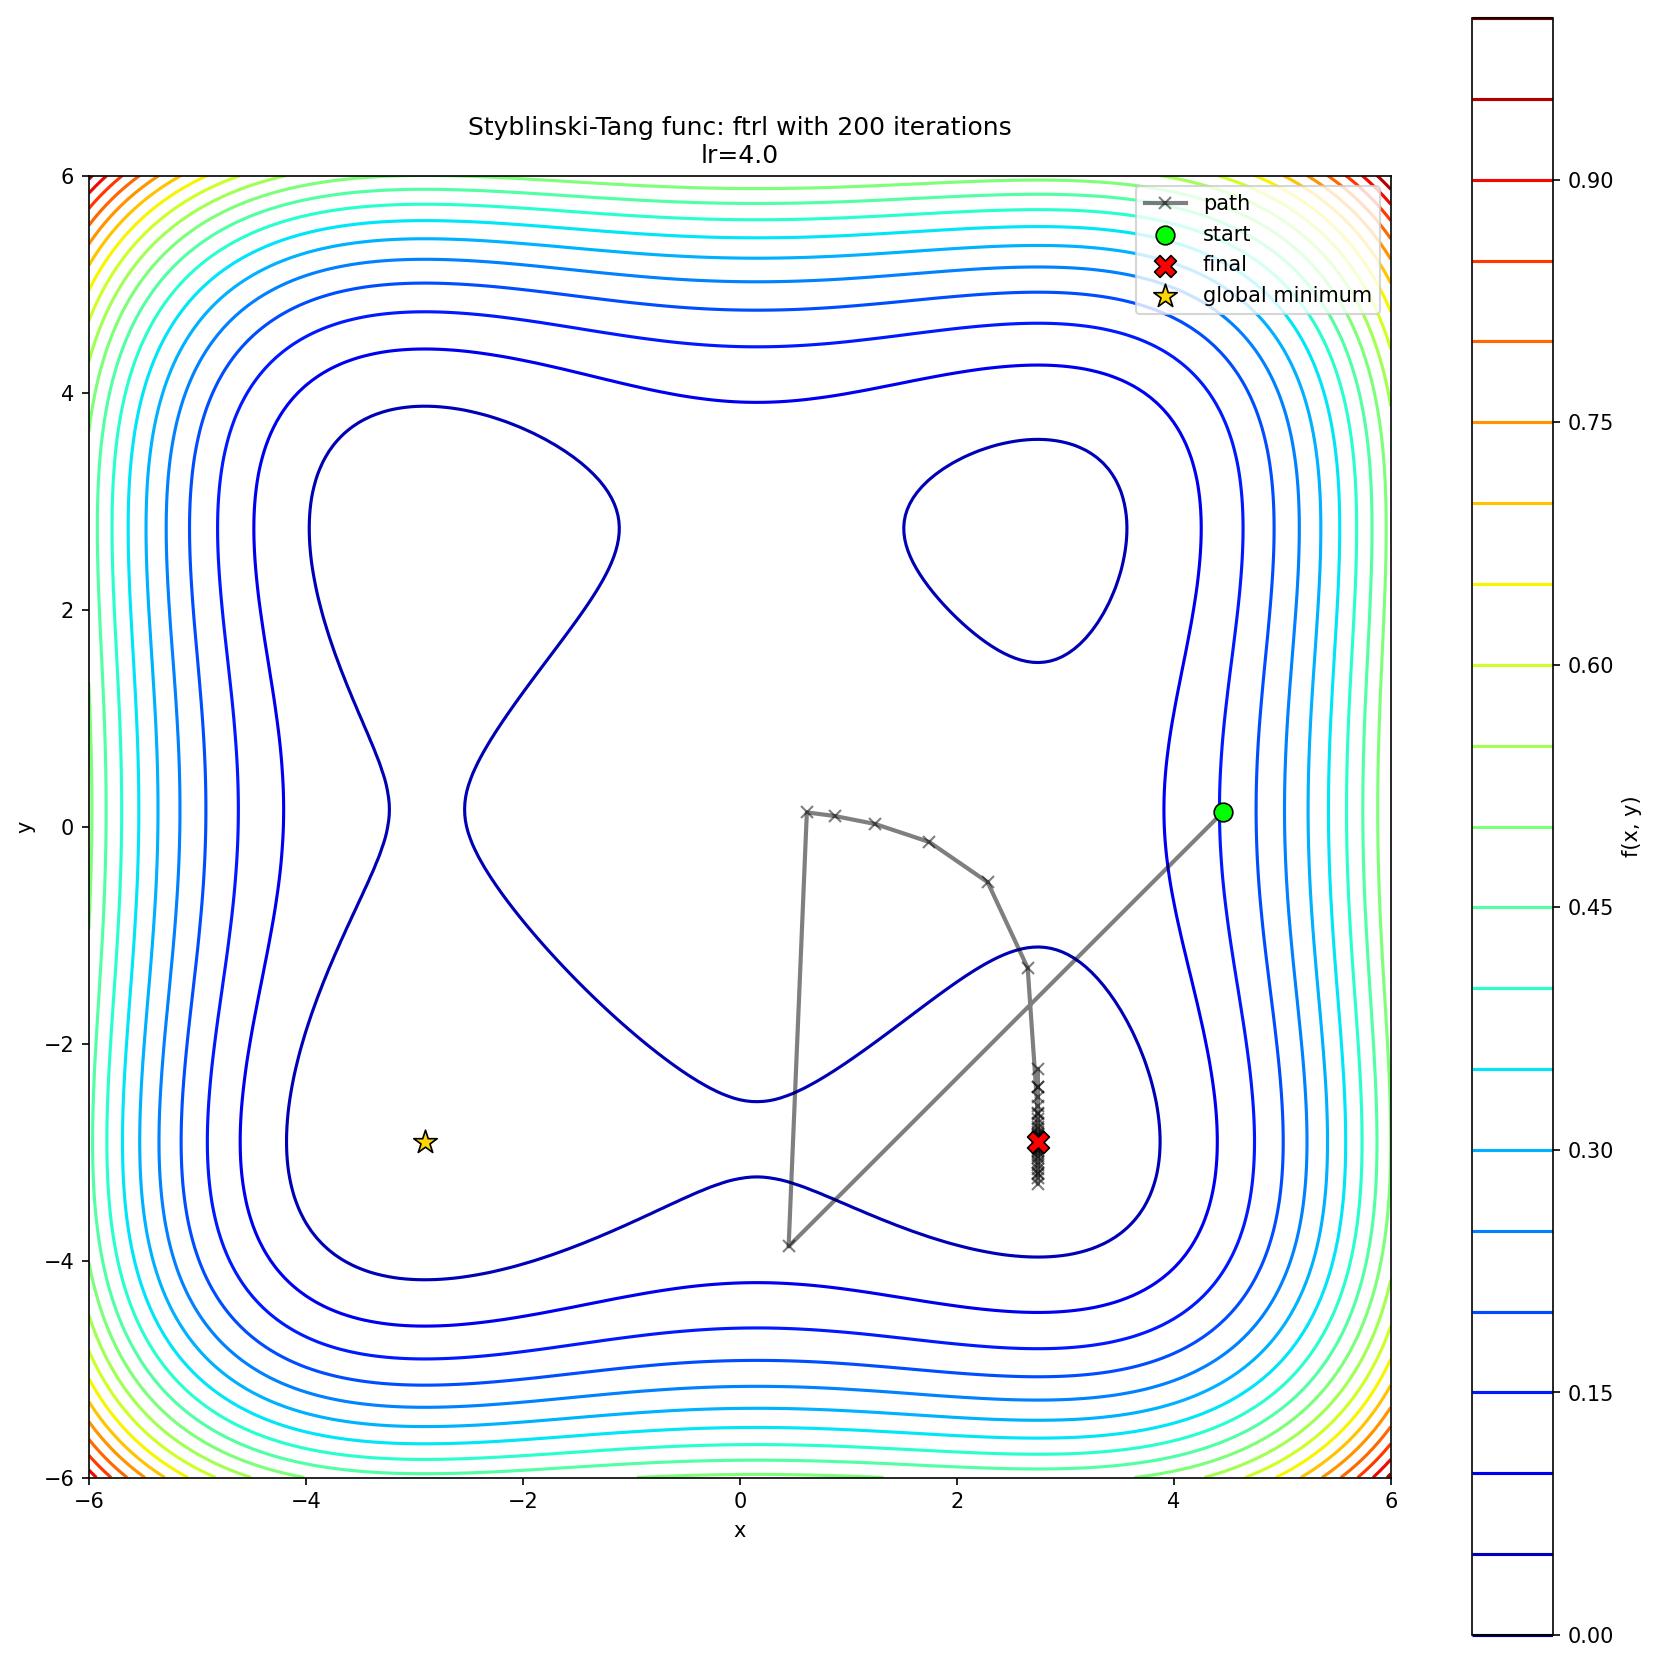 Styblinski-Tang func: ftrl with 200 iterations
lr=4.0
path
start
final
global minimum
6
4
2
0
−2
−4
−6
y
−6
−4
−2
0
2
4
6
x
0.90
0.75
0.60
0.45
0.30
0.15
0.00
f(x, y)